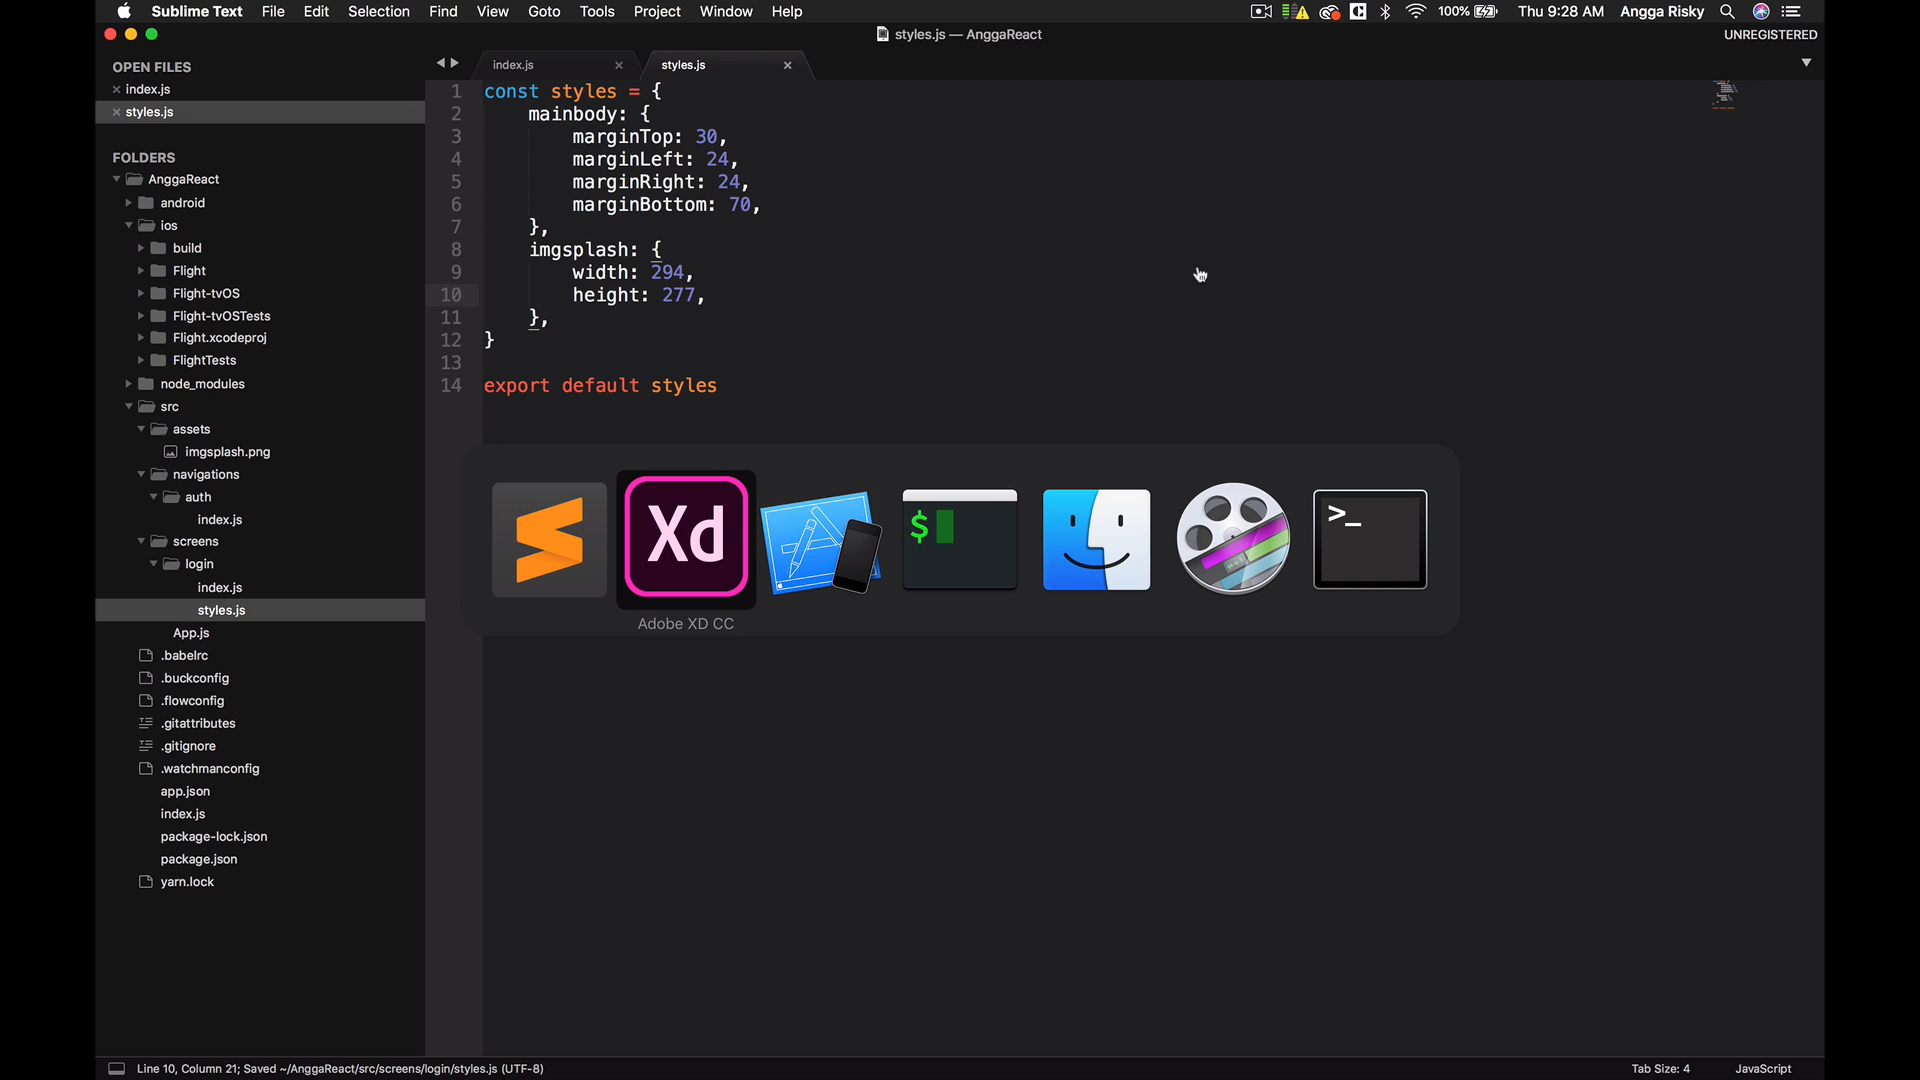 Sublime Text File Edit Selection Find View Goto Tools Project Window Help 100% Thu 9:28 AM Angga Risky
styles.js — AnggaReact
UNREGISTERED
OPEN FILES
index.js
styles.js
FOLDERS
AnggaReact
android
ios
build
Flight
Flight-tvOS
Flight-tvOSTests
Flight.xcodeproj
FlightTests
node_modules
src
assets
imgsplash.png
navigations
auth
index.js
screens
login
index.js
styles.js
App.js
.babelrc
.buckconfig
.flowconfig
.gitattributes
.gitignore
.watchmanconfig
app.json
index.js
package-lock.json
package.json
yarn.lock
index.js
styles.js
1 const styles = {
2 mainbody: {
3 marginTop: 30,
4 marginLeft: 24,
5 marginRight: 24,
6 marginBottom: 70,
7 },
8 imgsplash: {
9 width: 294,
10 height: 277,
11 },
12 }
13
14 export default styles
Xd
$
>_
Adobe XD CC
Line 10, Column 21; Saved ~/AnggaReact/src/screens/login/styles.js (UTF-8)
Tab Size: 4
JavaScript